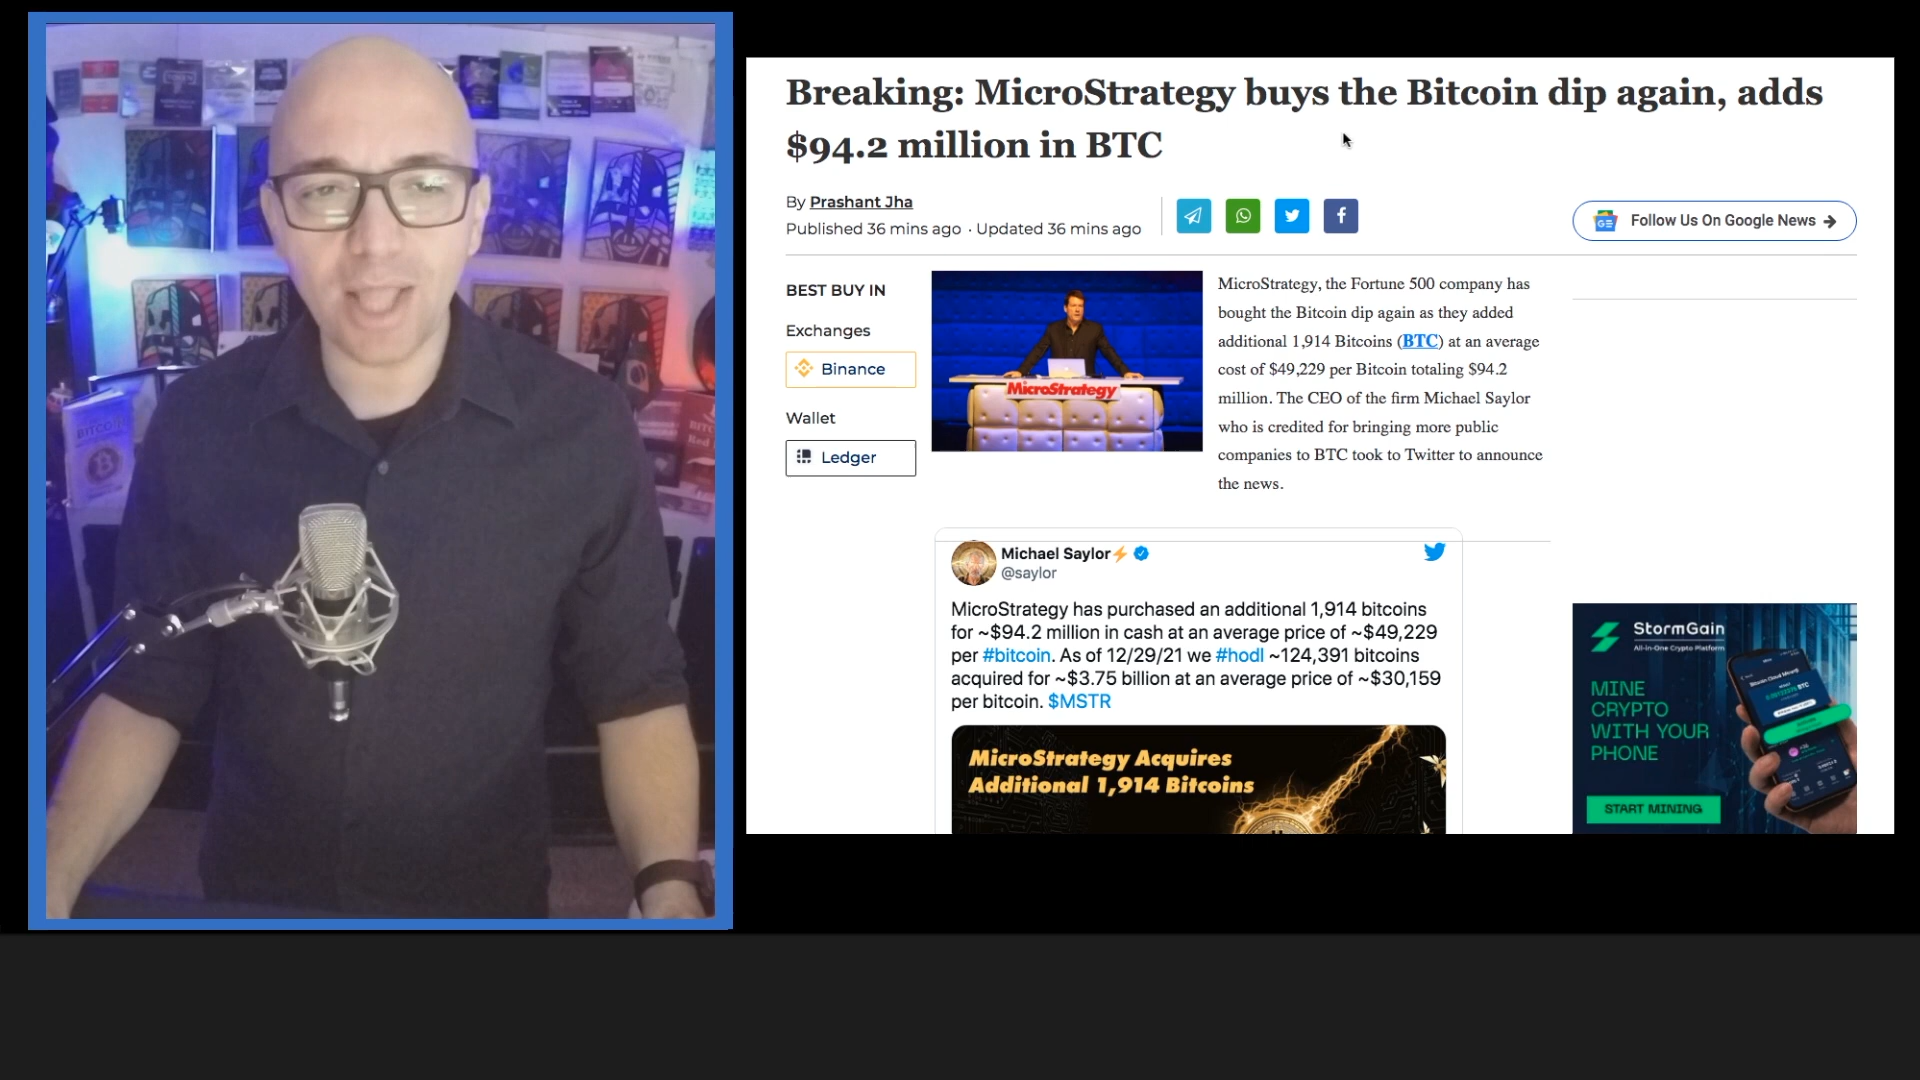 Breaking: MicroStrategy buys the Bitcoin dip again, adds
$94.2 million in BTC
By Prashant Jha
Published 36 mins ago · Updated 36 mins ago
Follow Us On Google News
BEST BUY IN
Exchanges
Binance
Wallet
Ledger
MicroStrategy
MicroStrategy, the Fortune 500 company has
bought the Bitcoin dip again as they added
additional 1,914 Bitcoins (BTC) at an average
cost of $49,229 per Bitcoin totaling $94.2
million. The CEO of the firm Michael Saylor
who is credited for bringing more public
companies to BTC took to Twitter to announce
the news.
Michael Saylor⚡
@saylor
MicroStrategy has purchased an additional 1,914 bitcoins
for ~$94.2 million in cash at an average price of ~$49,229
per #bitcoin. As of 12/29/21 we #hodl ~124,391 bitcoins
acquired for ~$3.75 billion at an average price of ~$30,159
per bitcoin. $MSTR
MicroStrategy Acquires
Additional 1,914 Bitcoins
StormGain
All-in-One Crypto Platform
MINE
CRYPTO
WITH YOUR
PHONE
START MINING
BITCOIN